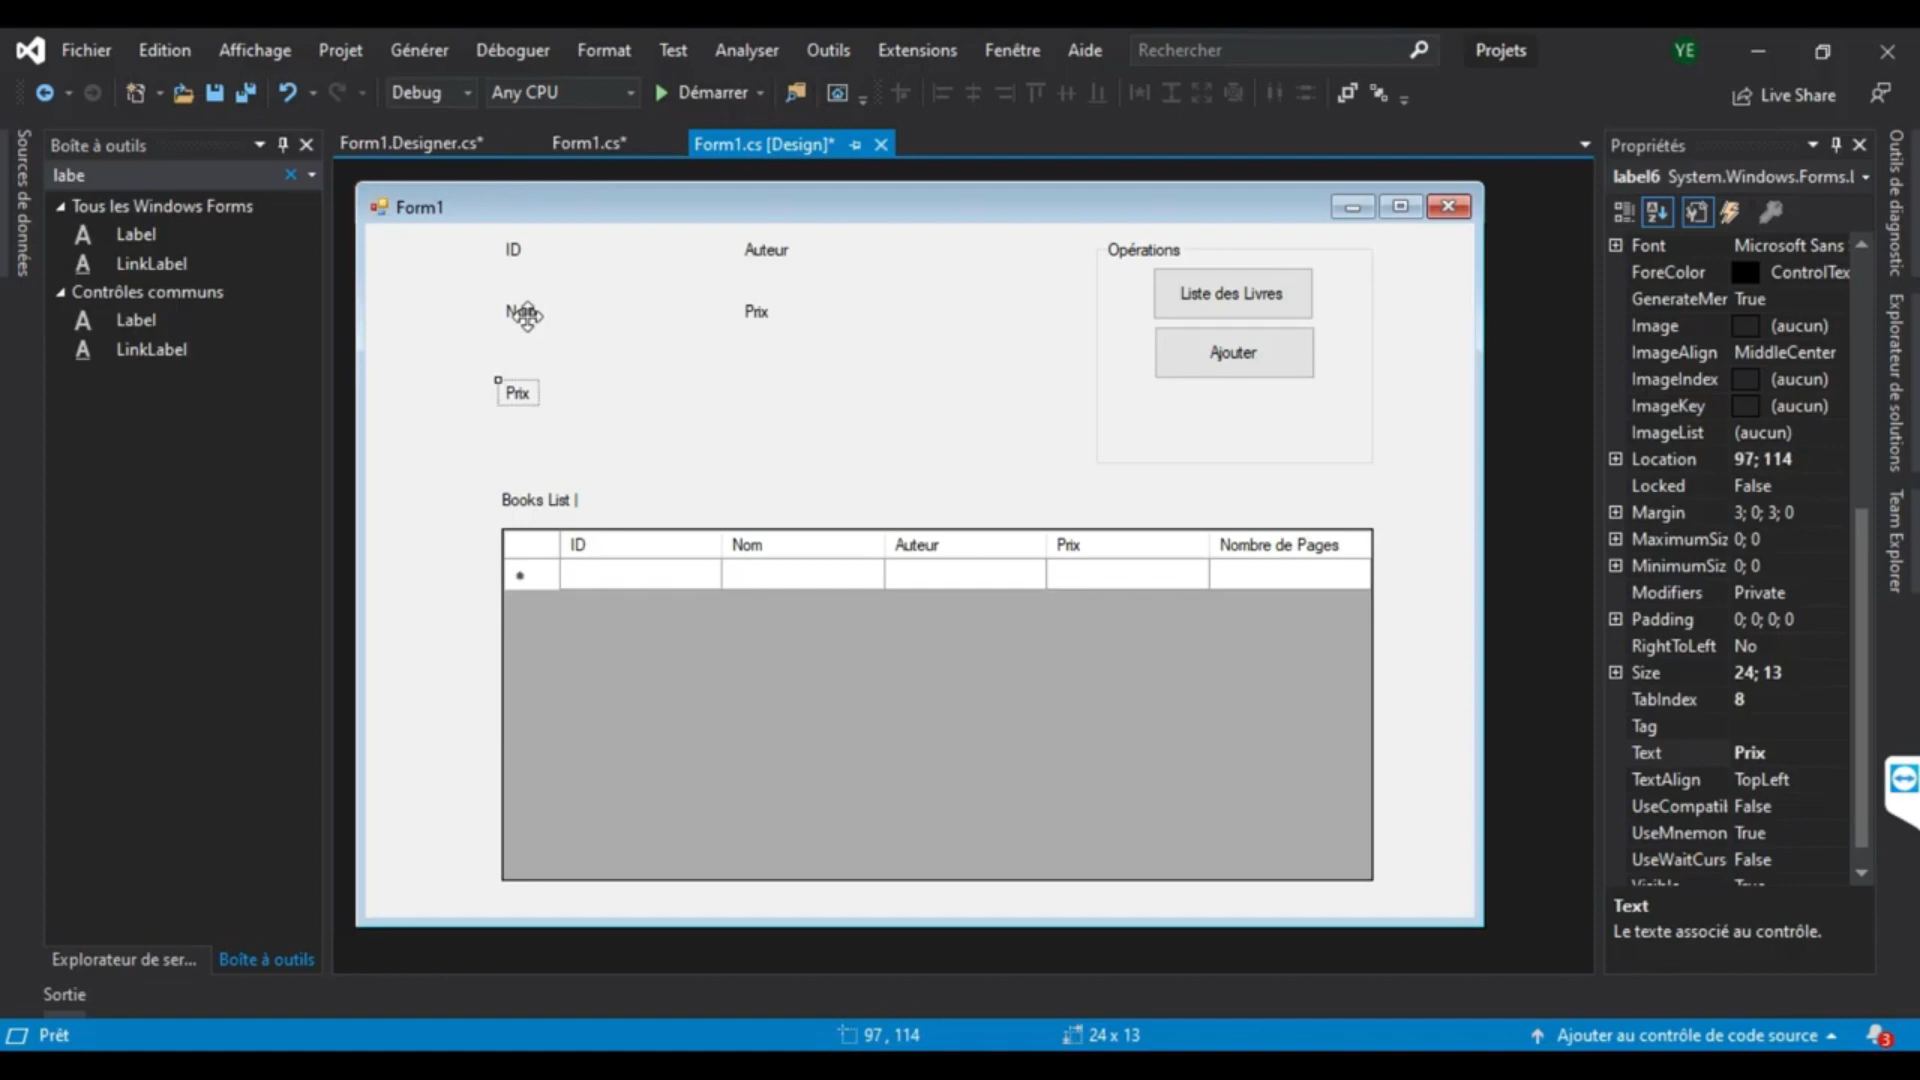 Fichier Edition Affichage Projet Générer Déboguer Format Test Analyser Outils Extensions Fenêtre Aide Rechercher Projets YE
Debug Any CPU Démarrer Live Share
Sources de données
Boîte à outils
labe
Tous les Windows Forms
Label
LinkLabel
Contrôles communs
Label
LinkLabel
Explorateur de ser... Boîte à outils
Form1.Designer.cs* Form1.cs* Form1.cs [Design]*
Form1
ID Auteur
Prix
Prix
Opérations
Liste des Livres
Ajouter
Books List |
ID Nom Auteur Prix Nombre de Pages
Propriétés
label6 System.Windows.Forms.l
Font Microsoft Sans
ForeColor ControlTex
GenerateMer True
Image (aucun)
ImageAlign MiddleCenter
ImageIndex (aucun)
ImageKey (aucun)
ImageList (aucun)
Location 97; 114
Locked False
Margin 3; 0; 3; 0
MaximumSiz 0; 0
MinimumSiz 0; 0
Modifiers Private
Padding 0; 0; 0; 0
RightToLeft No
Size 24; 13
TabIndex 8
Tag
Text Prix
TextAlign TopLeft
UseCompatil False
UseMnemon True
UseWaitCurs False
Text
Le texte associé au contrôle.
Outils de diagnostic
Explorateur de solutions
Team Explorer
Sortie
Prêt 97 , 114 24 x 13 Ajouter au contrôle de code source 3